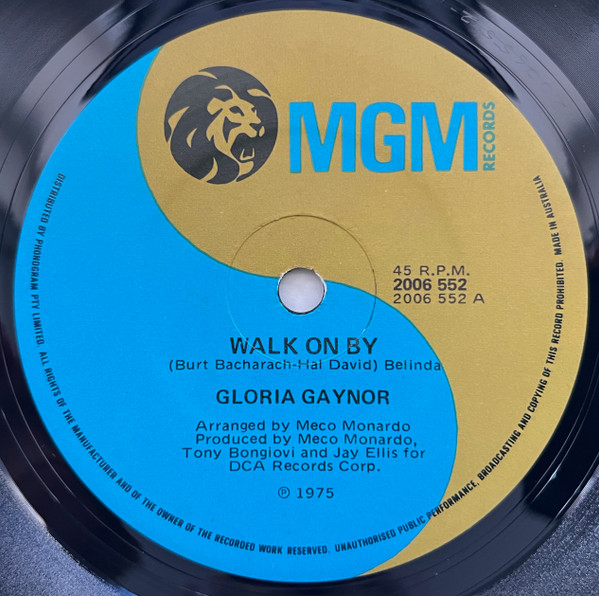 MGM
RECORDS
45 R.P.M.
2006 552
2006 552 A
WALK ON BY
(Burt Bacharach-Hal David) Belinda
GLORIA GAYNOR
Arranged by Meco Monardo
Produced by Meco Monardo,
Tony Bongiovi and Jay Ellis for
DCA Records Corp.
℗ 1975
DISTRIBUTED BY PHONOGRAM PTY LIMITED. ALL RIGHTS OF THE MANUFACTURER AND OF THE OWNER OF THE RECORDED WORK RESERVED. UNAUTHORISED PUBLIC PERFORMANCE, BROADCASTING AND COPYING OF THIS RECORD PROHIBITED. MADE IN AUSTRALIA